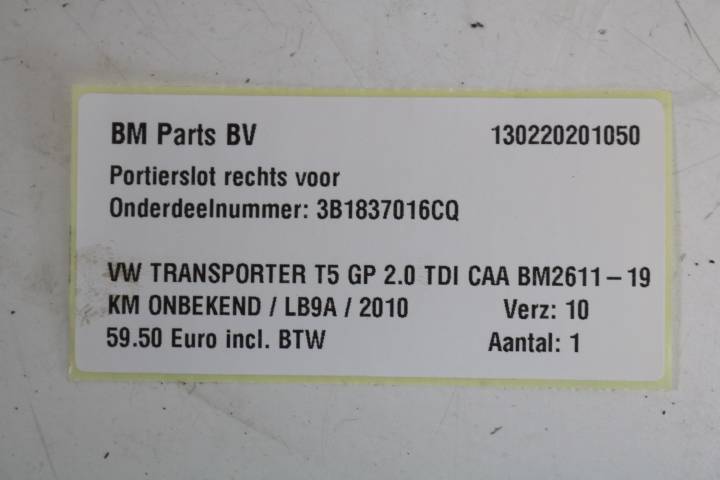 BM Parts BV 130220201050
Portierslot rechts voor
Onderdeelnummer: 3B1837016CQ
VW TRANSPORTER T5 GP 2.0 TDI CAA BM2611-19
KM ONBEKEND / LB9A / 2010 Verz: 10
59.50 Euro incl. BTW Aantal: 1